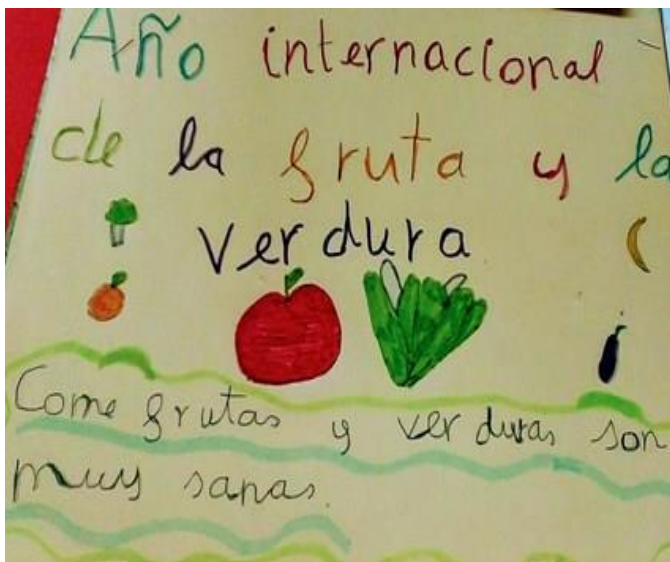 Año internacional
de la fruta y la
verdura
Come frutas y verduras son
muy sanas.